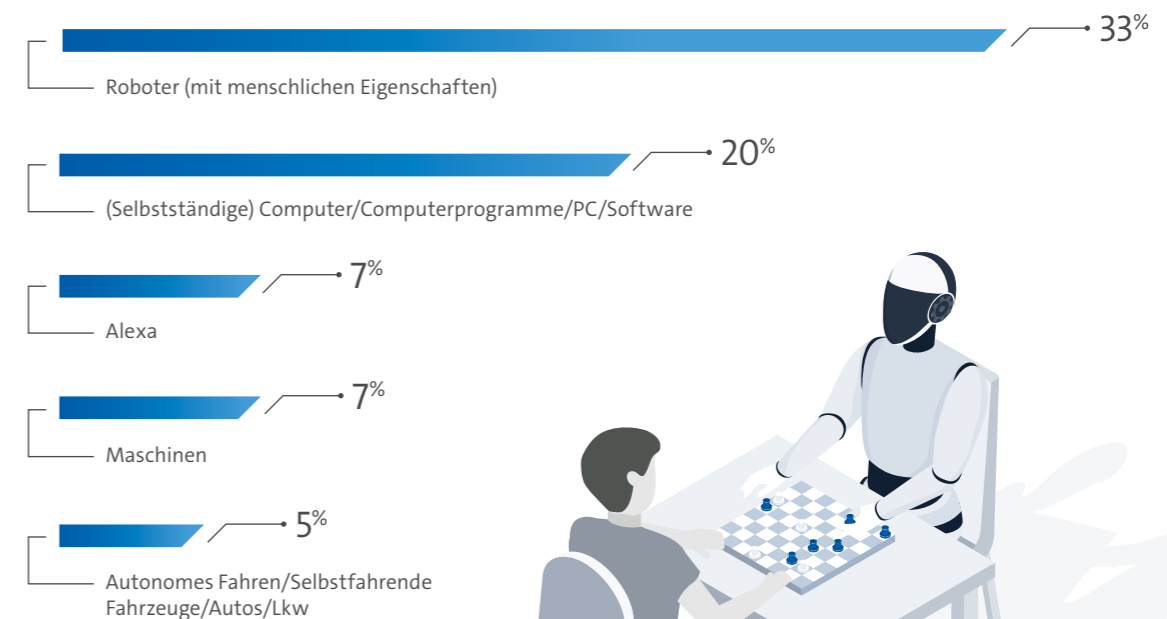 33%
Roboter (mit menschlichen Eigenschaften)
20%
(Selbstständige) Computer/Computerprogramme/PC/Software
7%
Alexa
7%
Maschinen
5%
Autonomes Fahren/Selbstfahrende
Fahrzeuge/Autos/Lkw